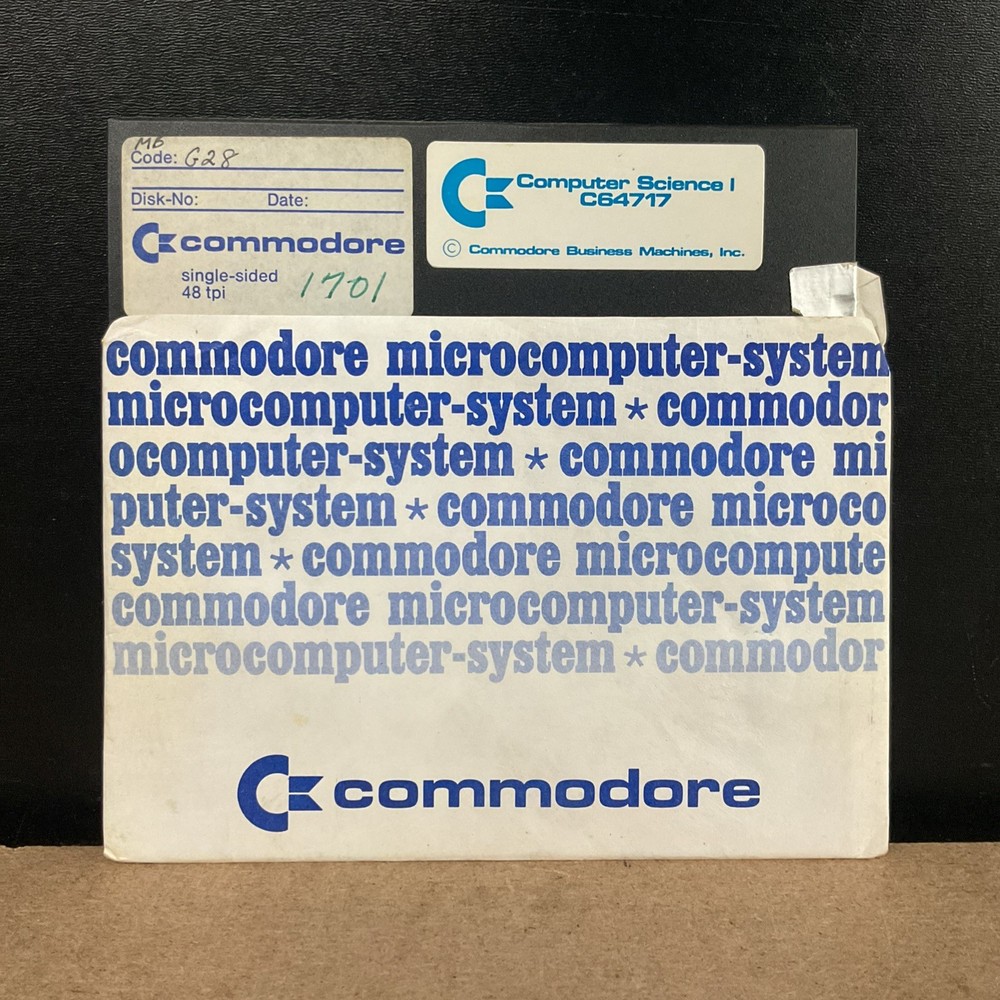 MB
Code: G28
Disk-No: Date:
commodore
single-sided
48 tpi
1701
Computer Science I
C64717
© Commodore Business Machines, Inc.
commodore microcomputer-system
microcomputer-system * commodor
ocomputer-system * commodore mi
puter-system * commodore microco
system * commodore microcompute
commodore microcomputer-system
microcomputer-system * commodor
commodore